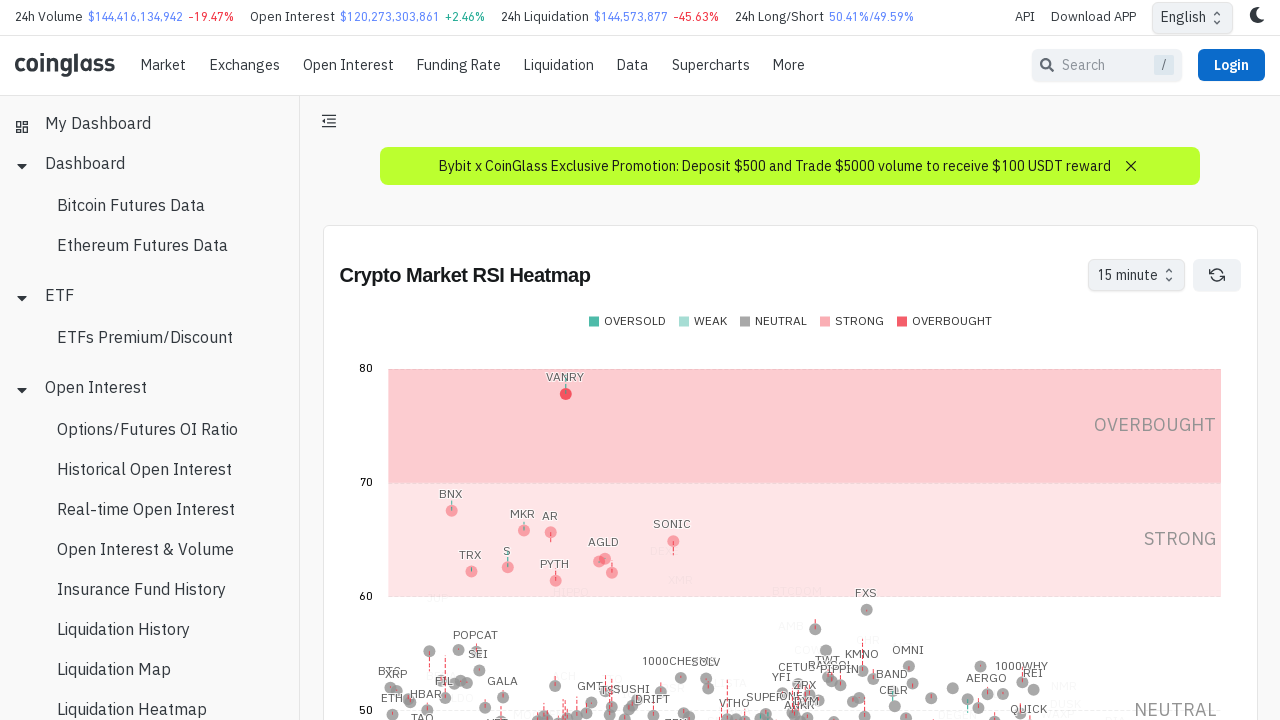 24h Volume $144,416,134,942 -19.47% Open Interest $120,273,303,861 +2.46% 24h Liquidation $144,573,877 -45.63% 24h Long/Short 50.41%/49.59% API Download APP English
coinglass Market Exchanges Open Interest Funding Rate Liquidation Data Supercharts More Search / Login
My Dashboard
Dashboard
Bitcoin Futures Data
Ethereum Futures Data
ETF
ETFs Premium/Discount
Open Interest
Options/Futures OI Ratio
Historical Open Interest
Real-time Open Interest
Open Interest & Volume
Insurance Fund History
Liquidation History
Liquidation Map
Liquidation Heatmap
Bybit x CoinGlass Exclusive Promotion: Deposit $500 and Trade $5000 volume to receive $100 USDT reward
Crypto Market RSI Heatmap 15 minute
OVERSOLD WEAK NEUTRAL STRONG OVERBOUGHT
80
VANRY
OVERBOUGHT
70
BNX
MKR AR
SONIC
STRONG
AGLD
TRX S PYTH
60
FXS
POPCAT
SEI KMNO OMNI
1000CHEEMS
BTC XRP
1000WHY
CETUS PIPPIN
GALA YFI BAND AERGO REI
GMT SUSHI ZRX
ETH HBAR DRIFT SUPER CELR
VTHO
QUICK
TAO
50 NEUTRAL